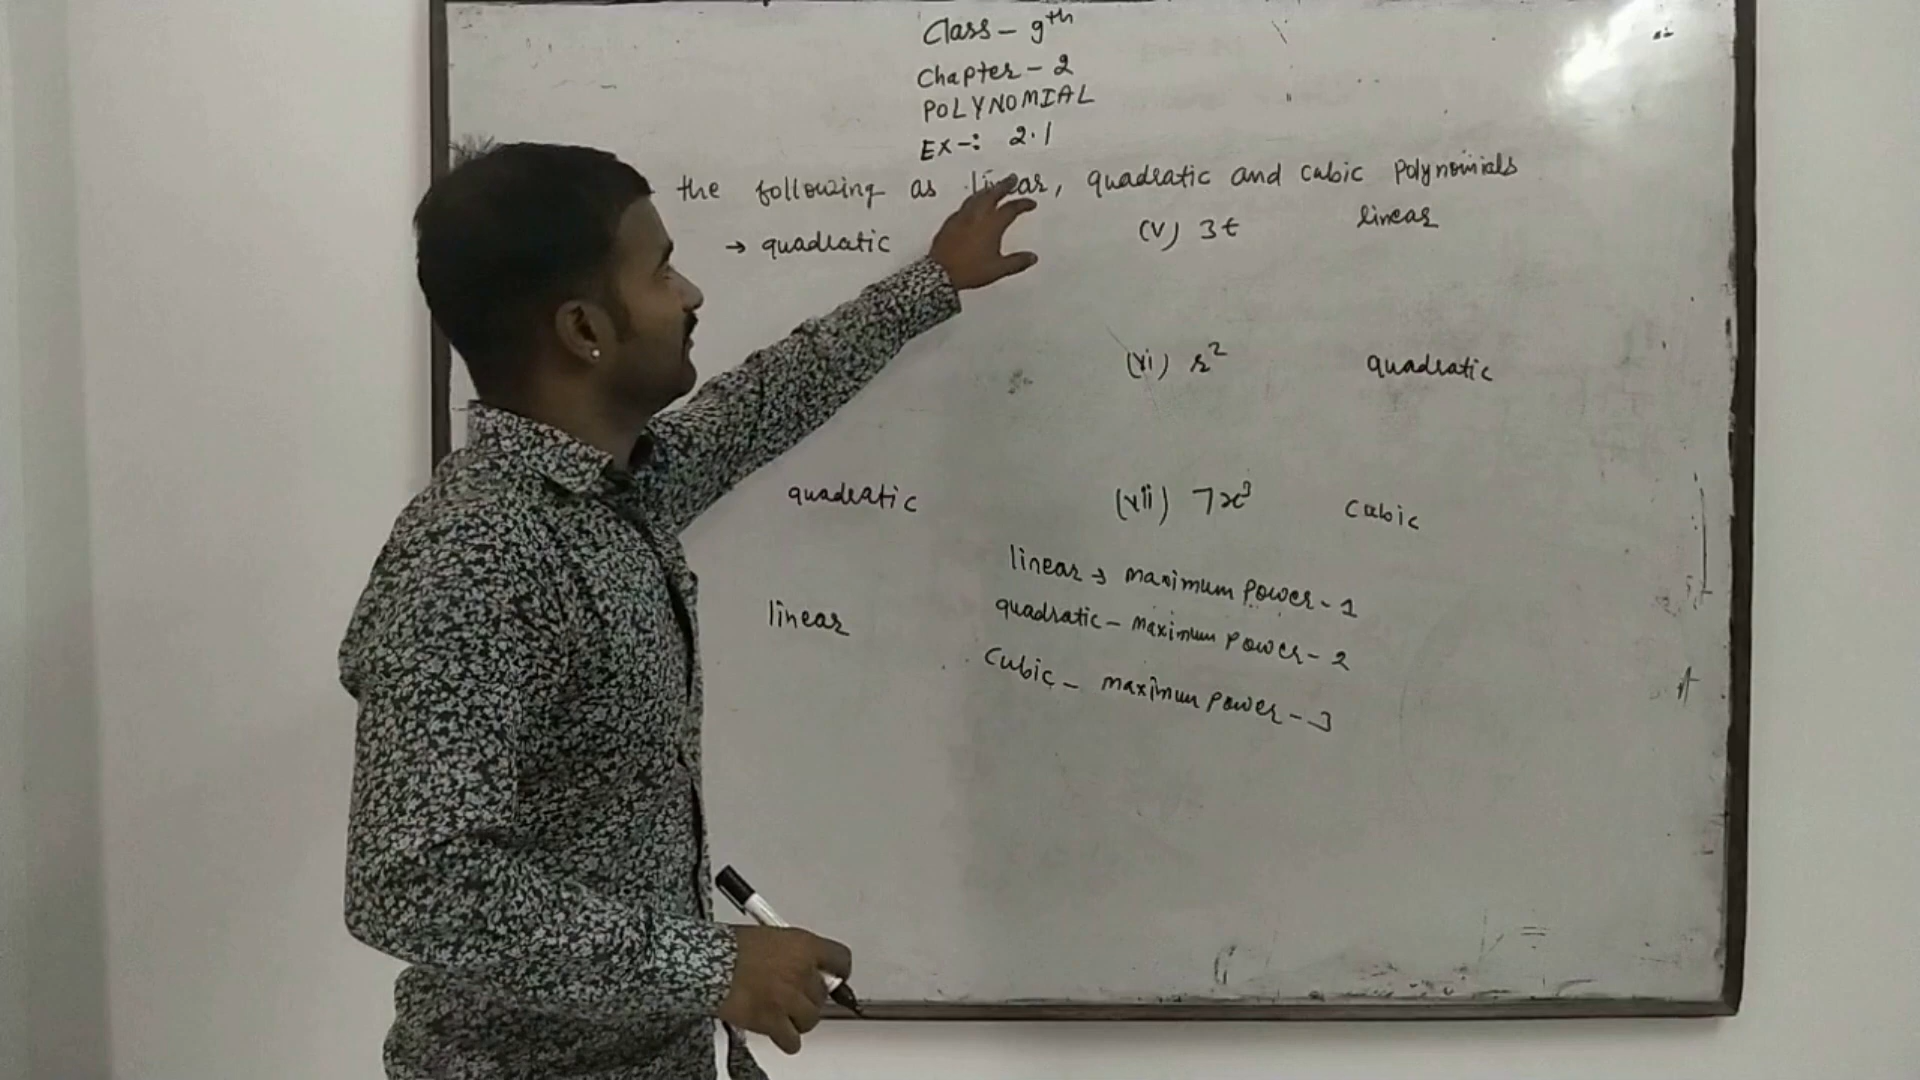 Class - 9th
Chapter - 2
POLYNOMIAL
EX-: 2.1
the following as linear, quadratic and cubic Polynomials
→ quadratic (v) 3t linear
(vi) r² quadratic
quadratic (vii) 7x³ cubic
linear → maximum power - 1
linear quadratic - maximum power - 2
cubic - maximum power - 3